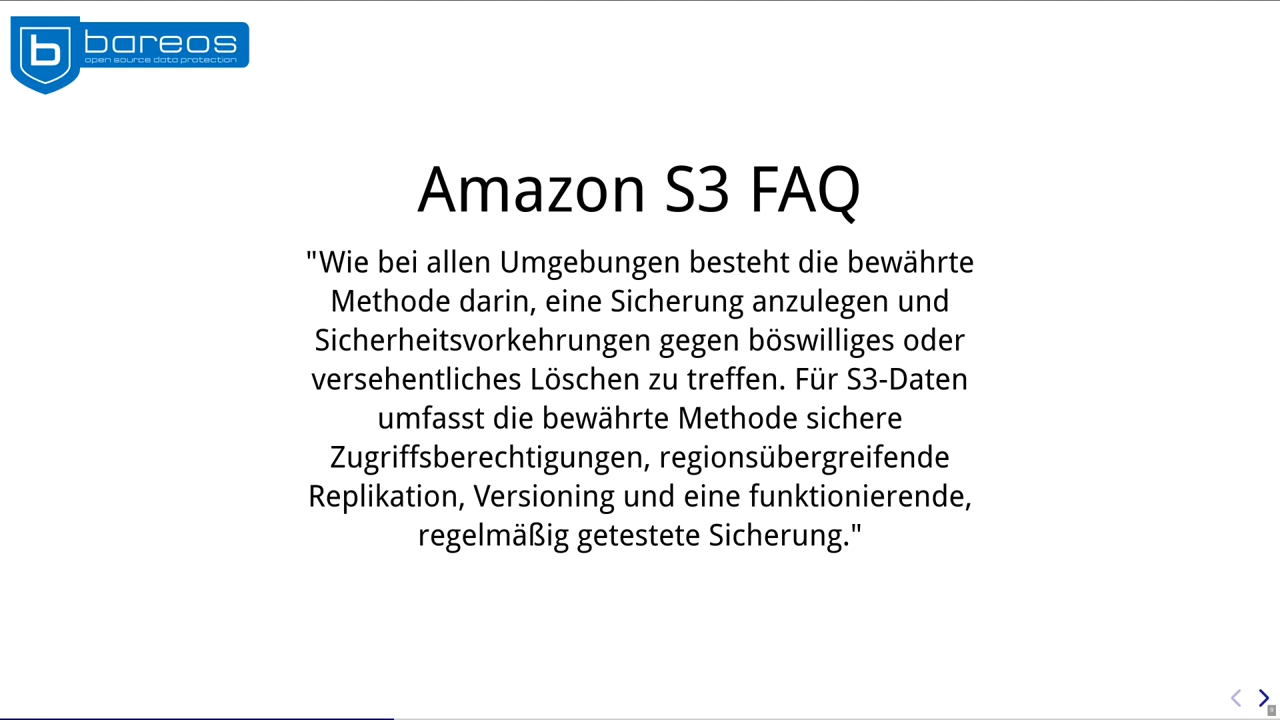 bareos
open source data protection
Amazon S3 FAQ
"Wie bei allen Umgebungen besteht die bewährte
Methode darin, eine Sicherung anzulegen und
Sicherheitsvorkehrungen gegen böswilliges oder
versehentliches Löschen zu treffen. Für S3-Daten
umfasst die bewährte Methode sichere
Zugriffsberechtigungen, regionsübergreifende
Replikation, Versioning und eine funktionierende,
regelmäßig getestete Sicherung."